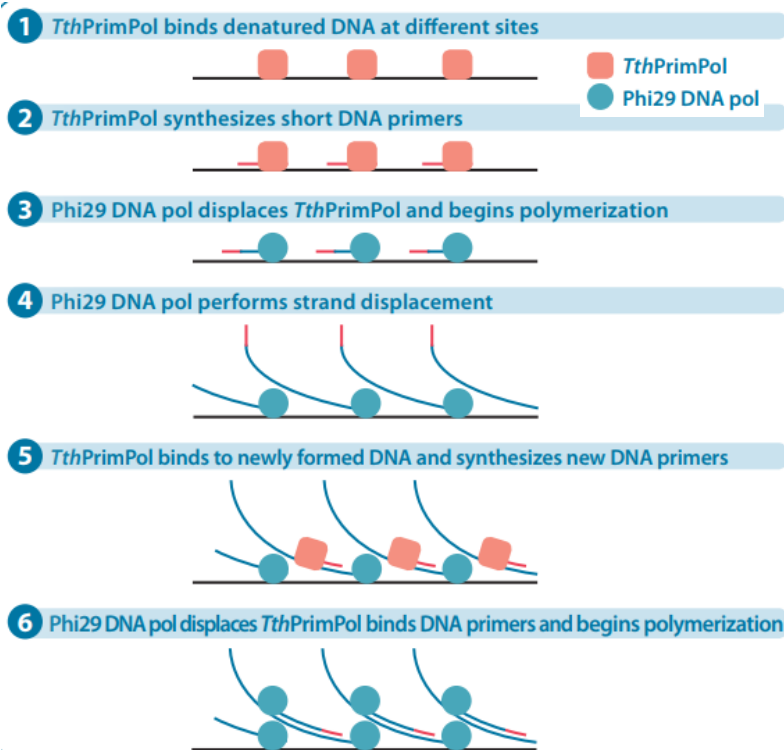 1 TthPrimPol binds denatured DNA at different sites
TthPrimPol
Phi29 DNA pol
2 TthPrimPol synthesizes short DNA primers
3 Phi29 DNA pol displaces TthPrimPol and begins polymerization
4 Phi29 DNA pol performs strand displacement
5 TthPrimPol binds to newly formed DNA and synthesizes new DNA primers
6 Phi29 DNA pol displaces TthPrimPol binds DNA primers and begins polymerization